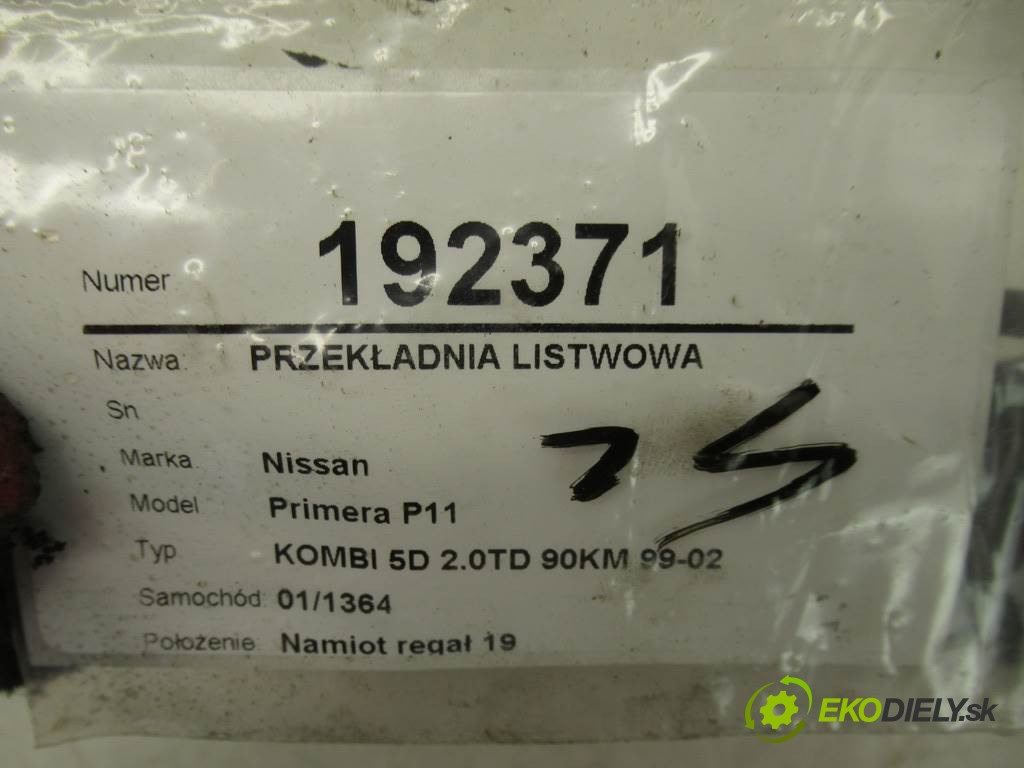 Numer 192371
Nazwa: PRZEKŁADNIA LISTWOWA
Sn
Marka Nissan
Model Primera P11
Typ KOMBI 5D 2.0TD 90KM 99-02
Samochód: 01/1364
Położenie: Namiot regał 19
EKODIELY.sk